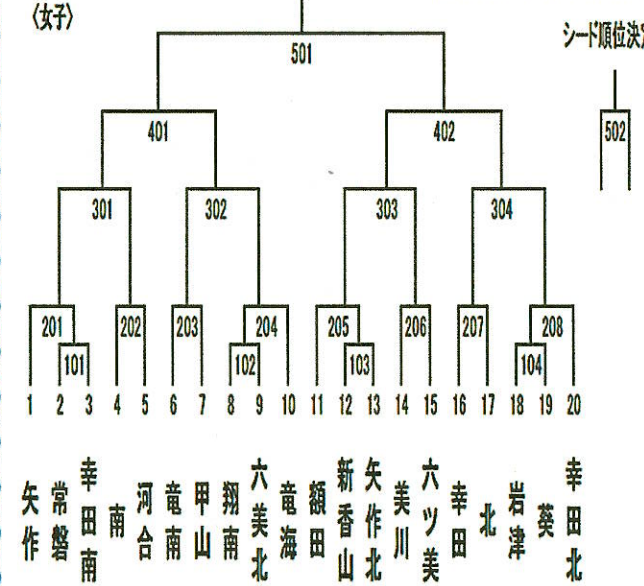 〈女子〉
シード順位決定
501
502
401
402
301
302
303
304
201
202
203
204
205
206
207
208
101
102
103
104
1 2 3 4 5 6 7 8 9 10 11 12 13 14 15 16 17 18 19 20
矢作
常磐
幸田南
南
河合
竜南
甲山
翔南
六美北
竜海
額田
新香山
矢作北
美川
六ツ美
幸田
北
岩津
葵
幸田北